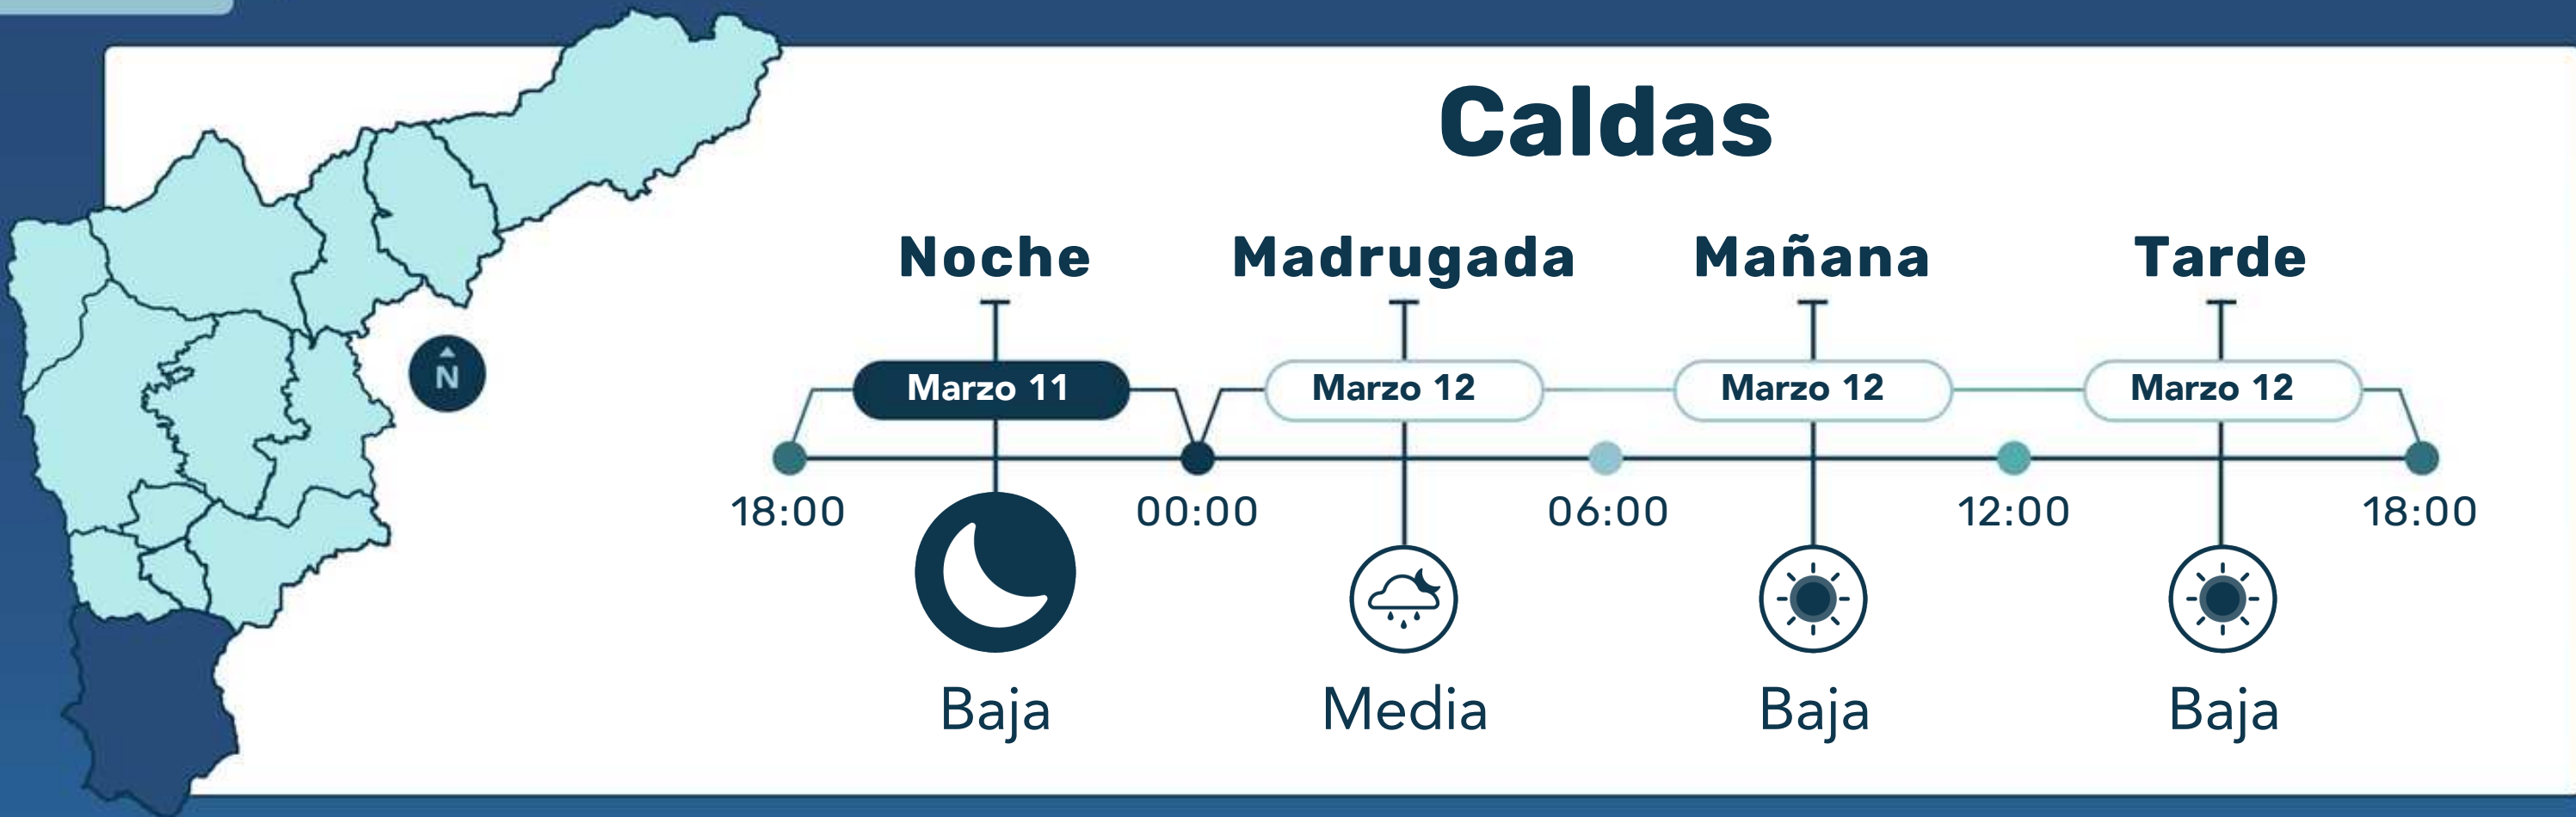 Caldas
Noche Madrugada Mañana Tarde
N
Marzo 11 Marzo 12 Marzo 12 Marzo 12
18:00 00:00 06:00 12:00 18:00
Baja Media Baja Baja